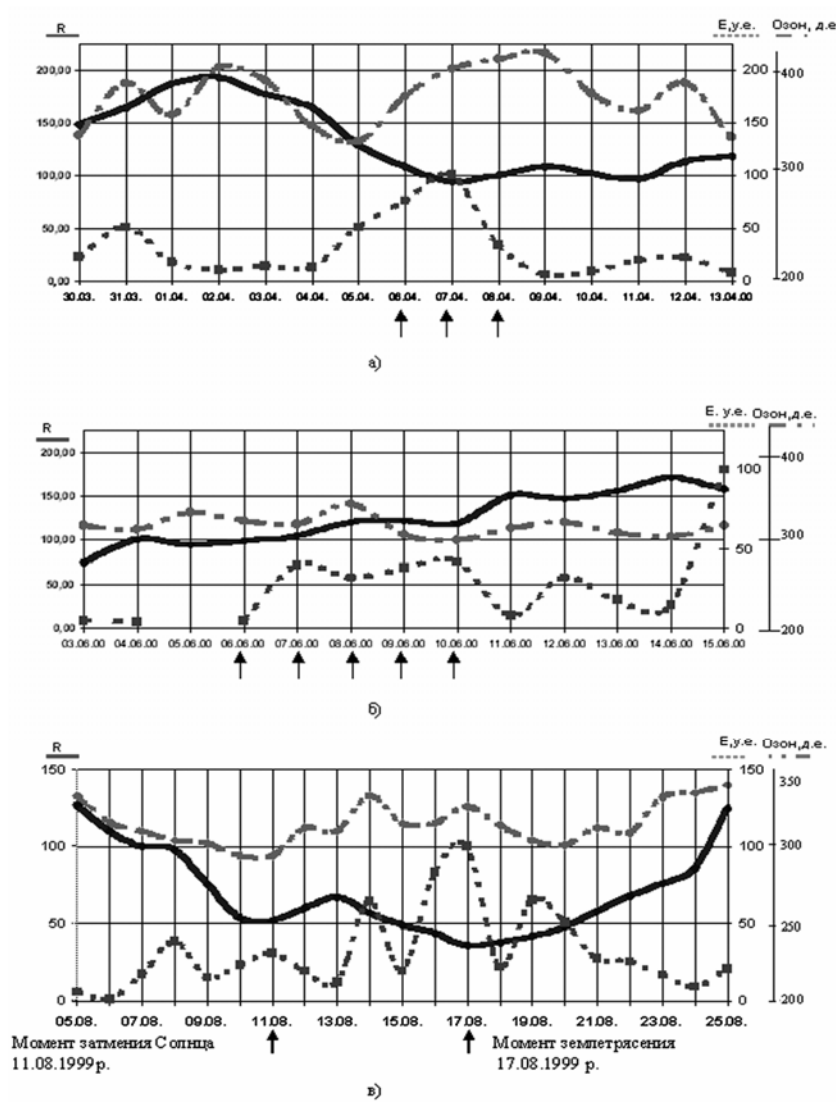 R Е,у.е. Озон, д.е
200,00 200 400
150,00 150
100,00 100 300
50,00 50
0,00 0 200
30.03. 31.03. 01.04. 02.04. 03.04. 04.04. 05.04. 06.04. 07.04. 08.04. 09.04. 10.04. 11.04. 12.04. 13.04.00
а)
R Е. у.е. Озон,д.е.
200,00 100 400
150,00
100,00 50 300
50,00
0,00 0 200
03.06.00 04.06.00 05.06.00 06.06.00 07.06.00 08.06.00 09.06.00 10.06.00 11.06.00 12.06.00 13.06.00 14.06.00 15.06.00
б)
R Е,у.е. Озон,д.е.
150 150 350
100 100 300
50 50 250
0 0 200
05.08. 07.08. 09.08. 11.08. 13.08. 15.08. 17.08. 19.08. 21.08. 23.08. 25.08.
Момент затмения Солнца Момент землетрясения
11.08.1999 р. 17.08.1999 р.
в)